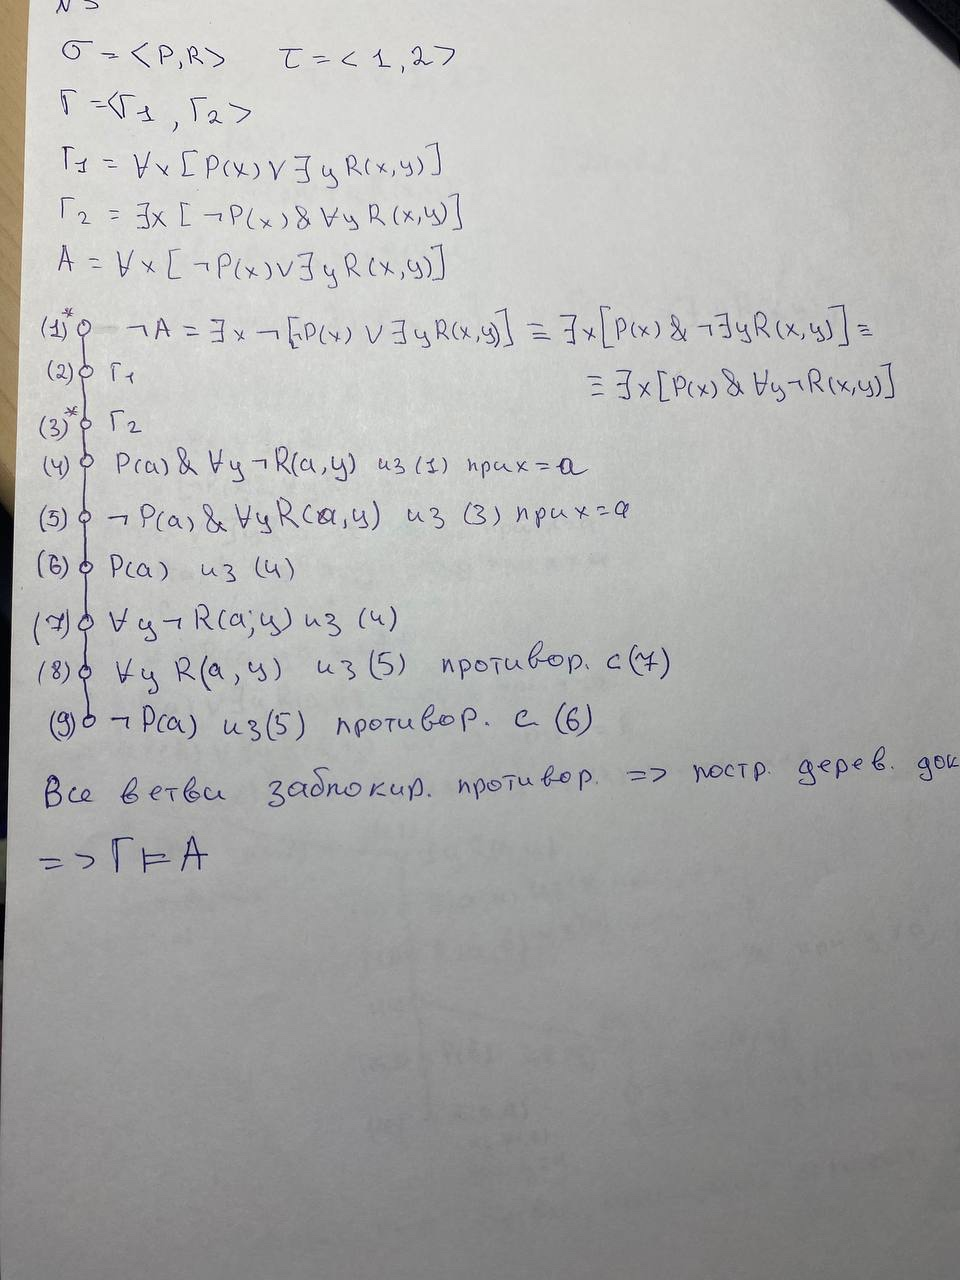 σ = <P,R> τ = <1,2>
Γ = <Γ1, Γ2>
Γ1 = ∀x [P(x) ∨ ∃y R(x,y)]
Γ2 = ∃x [¬P(x) & ∀y R(x,y)]
A = ∀x [¬P(x) ∨ ∃y R(x,y)]
(1)* ¬A = ∃x ¬[¬P(x) ∨ ∃y R(x,y)] ≡ ∃x [P(x) & ¬∃y R(x,y)] ≡
(2) Γ1 ≡ ∃x [P(x) & ∀y ¬R(x,y)]
(3)* Γ2
(4) P(a) & ∀y ¬R(a,y) из (1) при x=a
(5) ¬P(a) & ∀y R(a,y) из (3) при x=a
(6) P(a) из (4)
(7) ∀y ¬R(a,y) из (4)
(8) ∀y R(a,y) из (5) противор. с (7)
(9) ¬P(a) из (5) противор. с (6)
Все ветви заблокир. противор. => постр. дерев. док
=> Γ ⊨ A